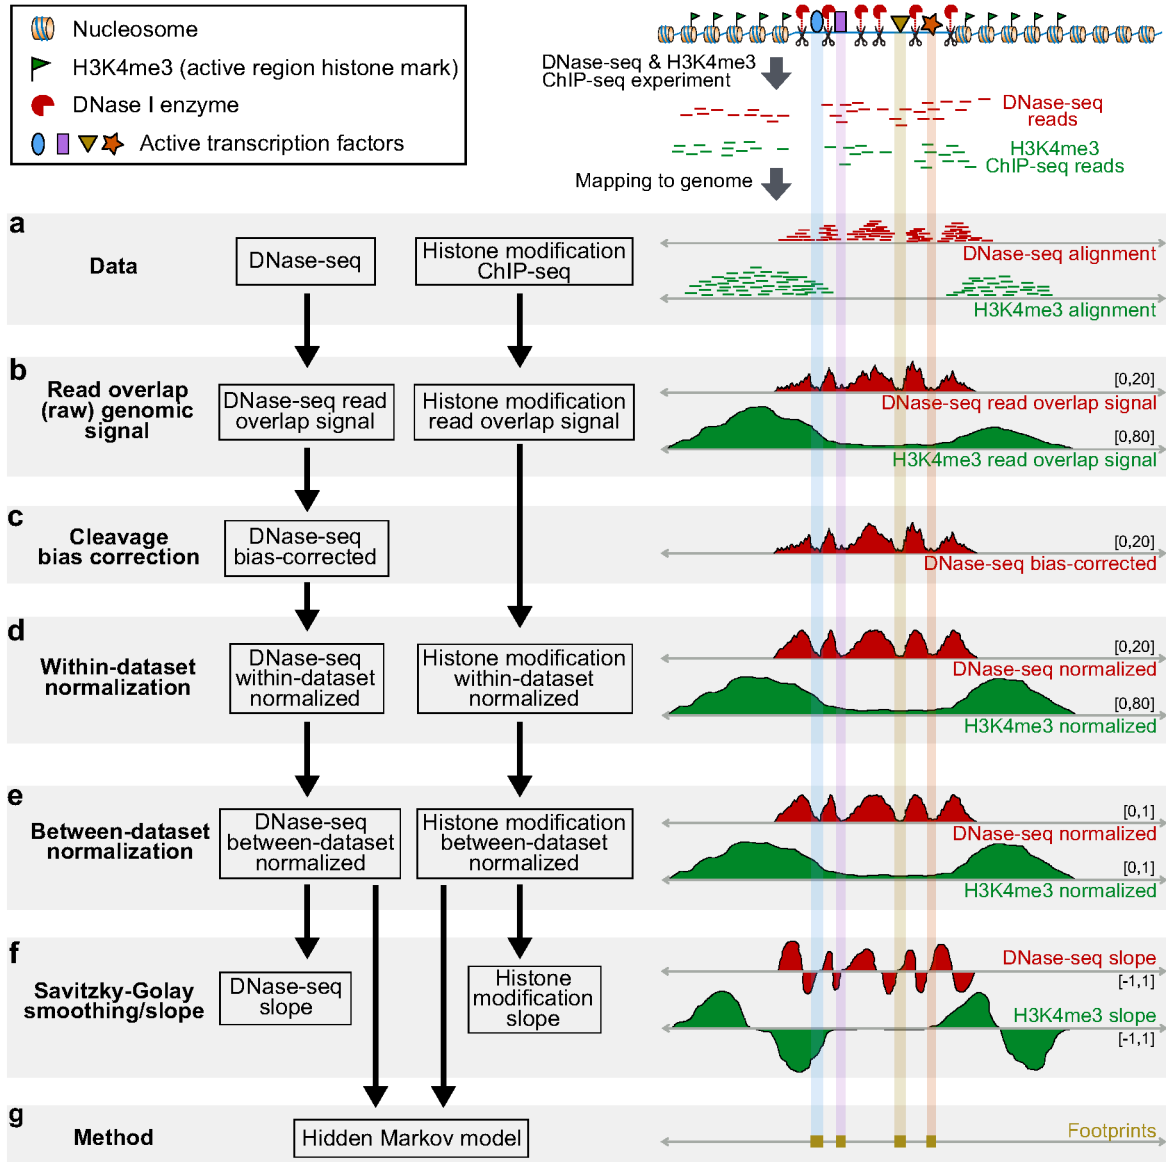 Nucleosome
H3K4me3 (active region histone mark)
DNase I enzyme
Active transcription factors
DNase-seq & H3K4me3
ChIP-seq experiment
DNase-seq
reads
H3K4me3
ChIP-seq reads
Mapping to genome
a
Data
DNase-seq
Histone modification
ChIP-seq
DNase-seq alignment
H3K4me3 alignment
b
Read overlap
(raw) genomic
signal
DNase-seq read
overlap signal
Histone modification
read overlap signal
[0,20]
DNase-seq read overlap signal
[0,80]
H3K4me3 read overlap signal
c
Cleavage
bias correction
DNase-seq
bias-corrected
[0,20]
DNase-seq bias-corrected
d
Within-dataset
normalization
DNase-seq
within-dataset
normalized
Histone modification
within-dataset
normalized
[0,20]
DNase-seq normalized
[0,80]
H3K4me3 normalized
e
Between-dataset
normalization
DNase-seq
between-dataset
normalized
Histone modification
between-dataset
normalized
[0,1]
DNase-seq normalized
[0,1]
H3K4me3 normalized
f
Savitzky-Golay
smoothing/slope
DNase-seq
slope
Histone
modification
slope
DNase-seq slope
[-1,1]
H3K4me3 slope
[-1,1]
g
Method
Hidden Markov model
Footprints